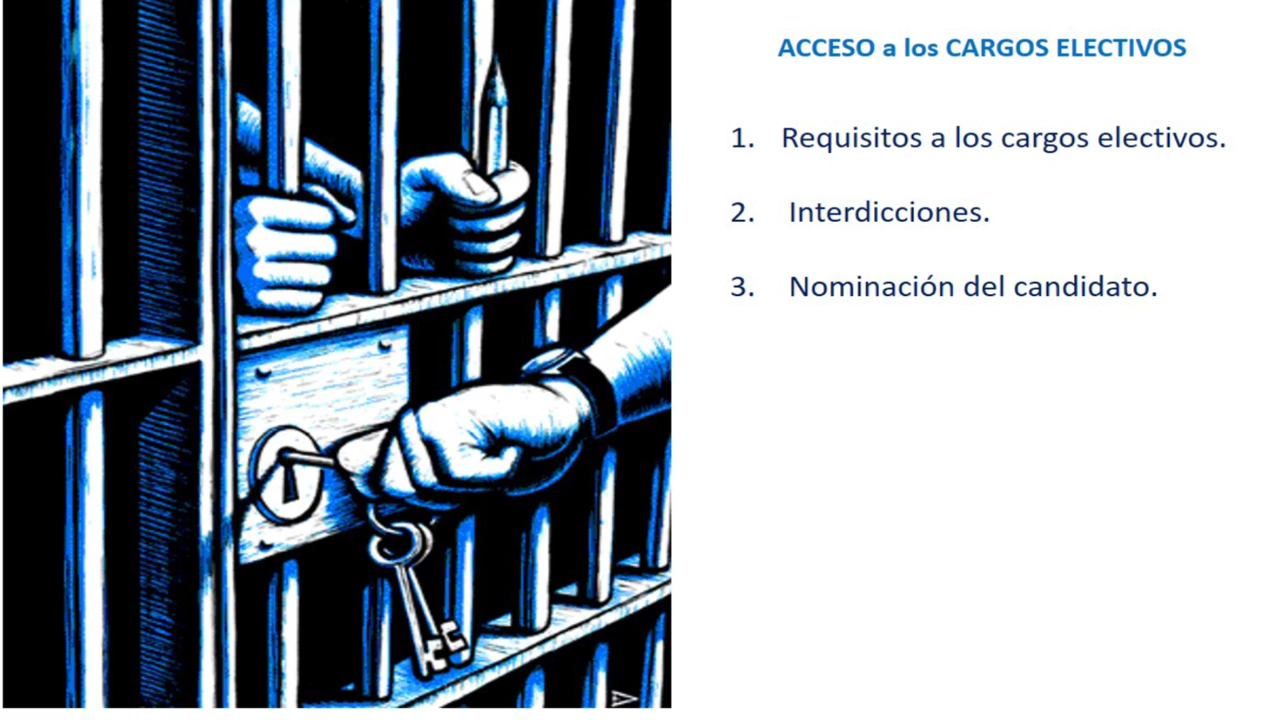 ACCESO a los CARGOS ELECTIVOS
1. Requisitos a los cargos electivos.
2. Interdicciones.
3. Nominación del candidato.